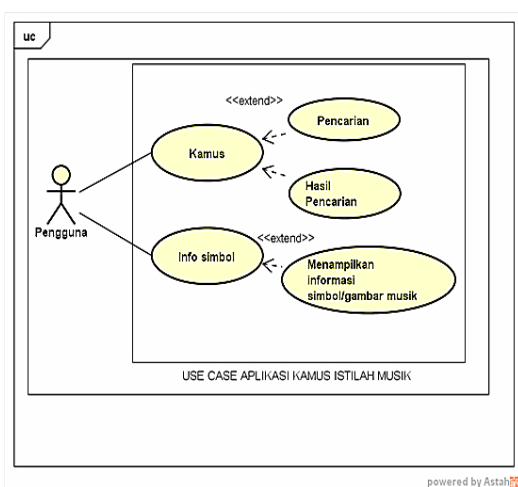 uc
<<extend>>
Pencarian
Kamus
Hasil
Pencarian
Pengguna
<<extend>>
Info simbol
Menampilkan
informasi
simbol/gambar musik
USE CASE APLIKASI KAMUS ISTILAH MUSIK
powered by Astah